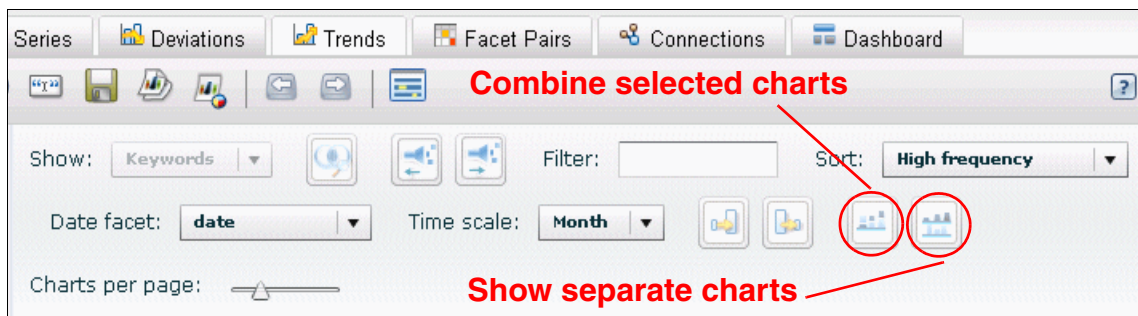 Series Deviations Trends Facet Pairs Connections Dashboard
Combine selected charts
?
Show: Keywords Filter: Sort: High frequency
Date facet: date Time scale: Month
Charts per page:
Show separate charts